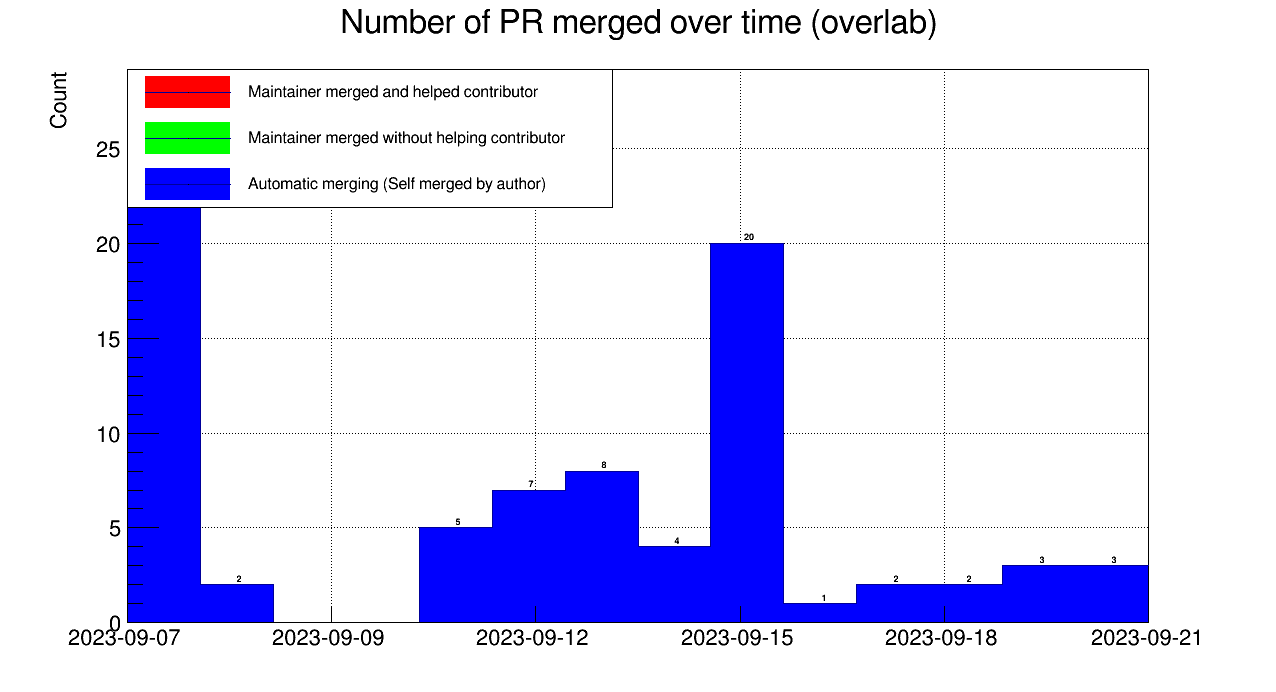 Number of PR merged over time (overlab)
Count
Maintainer merged and helped contributor
Maintainer merged without helping contributor
Automatic merging (Self merged by author)
25
20
15
10
5
0
2
5
7
8
4
20
1
2
2
3
3
2023-09-07 2023-09-09 2023-09-12 2023-09-15 2023-09-18 2023-09-21